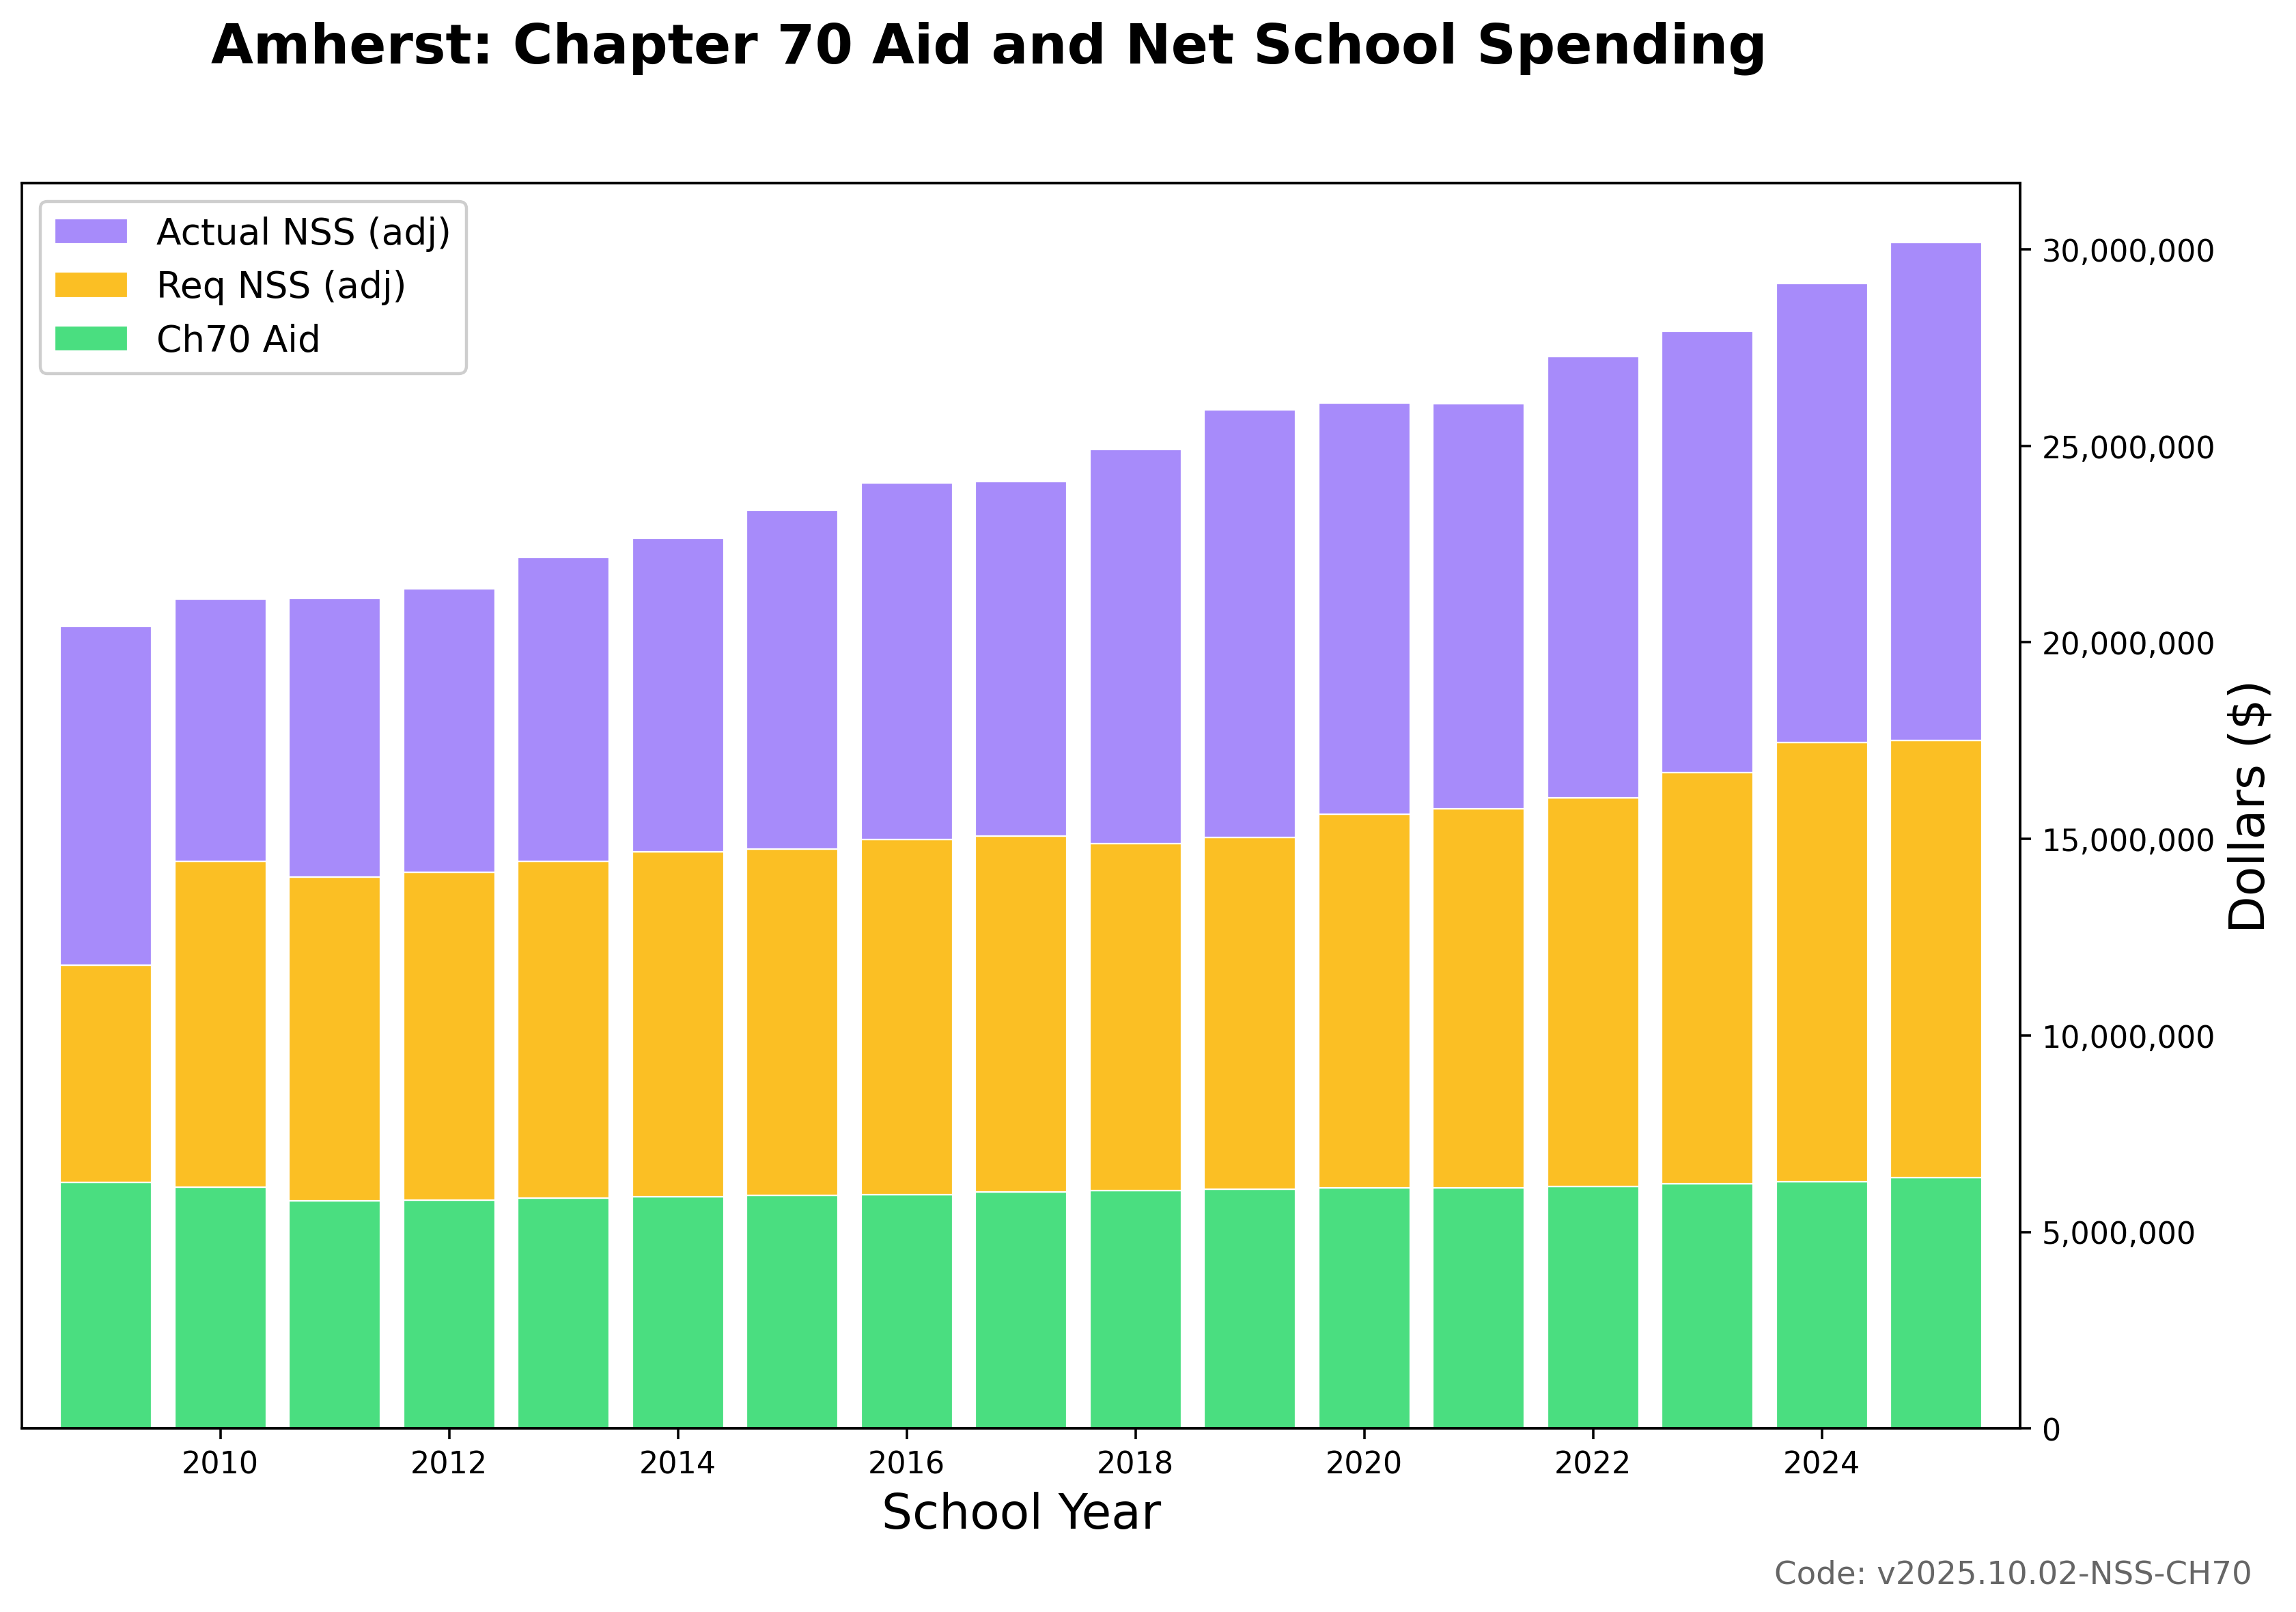 Amherst: Chapter 70 Aid and Net School Spending
Actual NSS (adj)
Req NSS (adj)
Ch70 Aid
30,000,000
25,000,000
20,000,000
15,000,000
10,000,000
5,000,000
0
Dollars ($)
2010 2012 2014 2016 2018 2020 2022 2024
School Year
Code: v2025.10.02-NSS-CH70